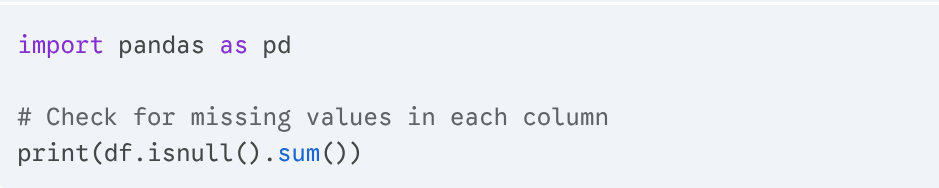 import pandas as pd
# Check for missing values in each column
print(df.isnull().sum())